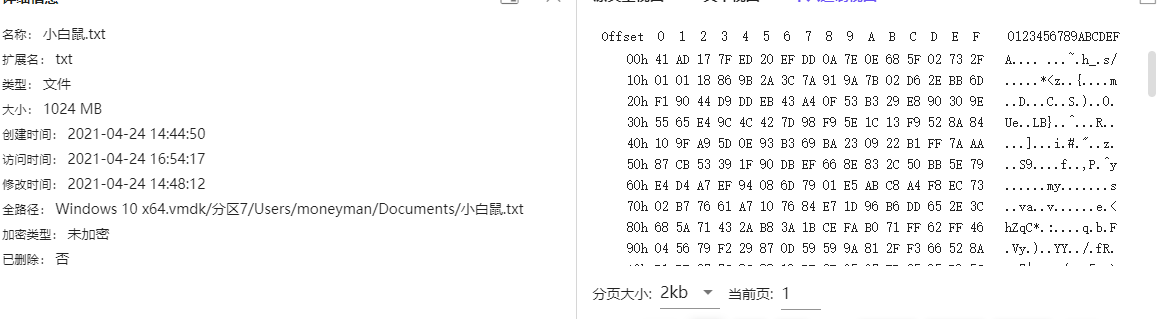 名称： 小白鼠.txt
扩展名： txt
类型： 文件
大小： 1024 MB
创建时间： 2021-04-24 14:44:50
访问时间： 2021-04-24 16:54:17
修改时间： 2021-04-24 14:48:12
全路径： Windows 10 x64.vmdk/分区7/Users/moneyman/Documents/小白鼠.txt
加密类型： 未加密
已删除： 否
Offset 0 1 2 3 4 5 6 7 8 9 A B C D E F 0123456789ABCDEF
00h 41 AD 17 7F ED 20 EF DD 0A 7E 0E 68 5F 02 73 2F A.... ...~.h_.s/
10h 01 01 18 86 9B 2A 3C 7A 91 9A 7B 02 D6 2E BB 6D .....*<z..{....m
20h F1 90 44 D9 DD EB 43 A4 0F 53 B3 29 E8 90 30 9E ..D...C..S.)..0.
30h 55 65 E4 9C 4C 42 7D 98 F9 5E 1C 13 F9 52 8A 84 Ue..LB}..^...R..
40h 10 9F A9 5D 0E 93 B3 69 BA 23 09 22 B1 FF 7A AA ...]...i.#."..z.
50h 87 CB 53 39 1F 90 DB EF 66 8E 83 2C 50 BB 5E 79 ..S9....f..,P.^y
60h E4 D4 A7 EF 94 08 6D 79 01 E5 AB C8 A4 F8 EC 73 ......my.......s
70h 02 B7 76 61 A7 10 76 84 E7 1D 96 B6 DD 65 2E 3C ..va..v......e.<
80h 68 5A 71 43 2A B8 3A 1B CE FA B0 71 FF 62 FF 46 hZqC*.:....q.b.F
90h 04 56 79 F2 29 87 0D 59 59 9A 81 2F F3 66 52 8A .Vy.)..YY../.fR.
分页大小: 2kb 当前页: 1